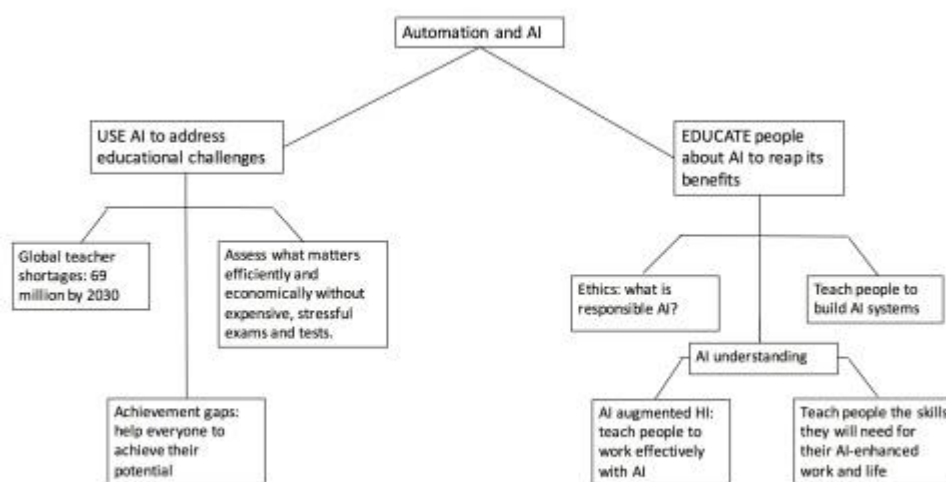 Automation and AI
USE AI to address
educational challenges
EDUCATE people
about AI to reap its
benefits
Global teacher
shortages: 69
million by 2030
Assess what matters
efficiently and
economically without
expensive, stressful
exams and tests.
Ethics: what is
responsible AI?
Teach people to
build AI systems
AI understanding
Achievement gaps:
help everyone to
achieve their
potential
AI augmented HI:
teach people to
work effectively
with AI
Teach people the skills
they will need for
their AI-enhanced
work and life